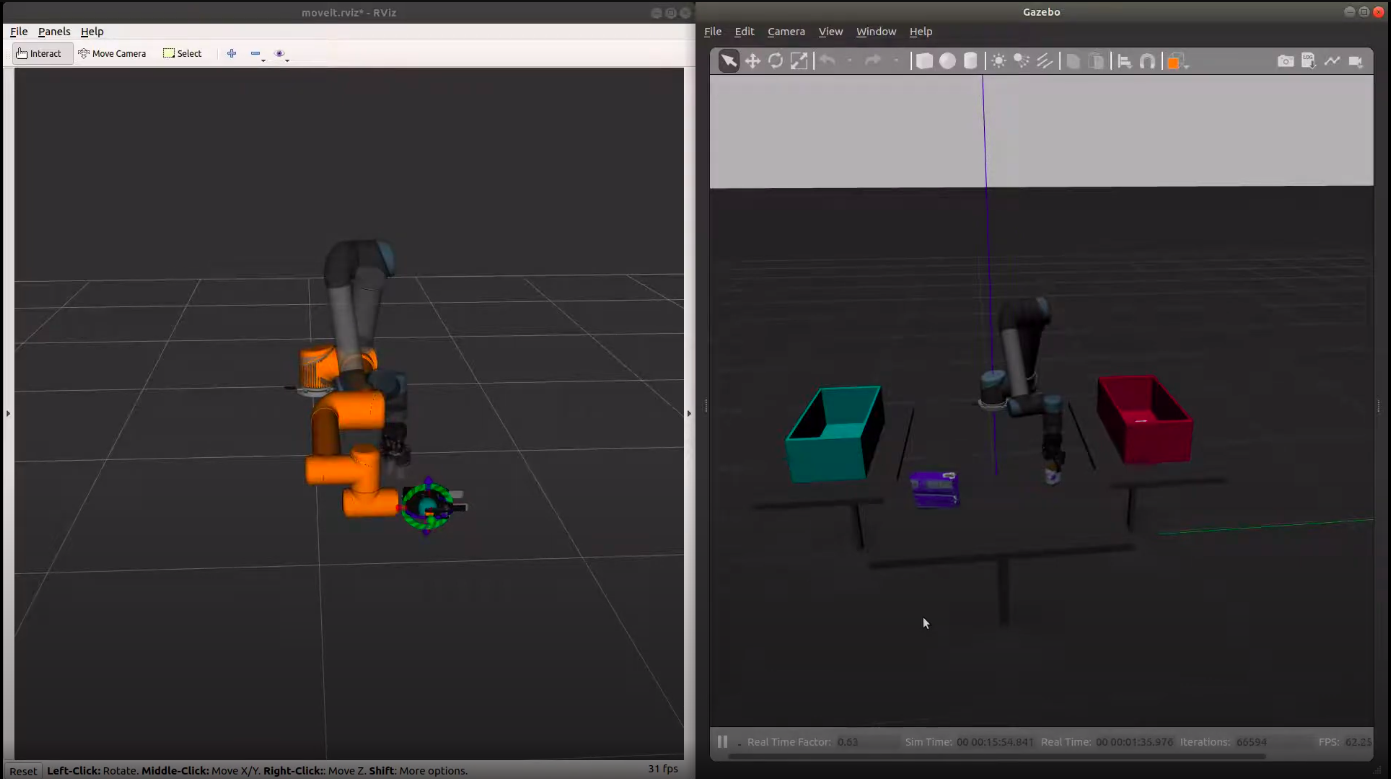 moveit.rviz* - RViz
File Panels Help
Interact Move Camera Select
Reset Left-Click: Rotate. Middle-Click: Move X/Y. Right-Click:: Move Z. Shift: More options. 31 fps
Gazebo
File Edit Camera View Window Help
Real Time Factor: 0.63 Sim Time: 00 00:15:54.841 Real Time: 00 00:01:35.976 Iterations: 66594 FPS: 62.25